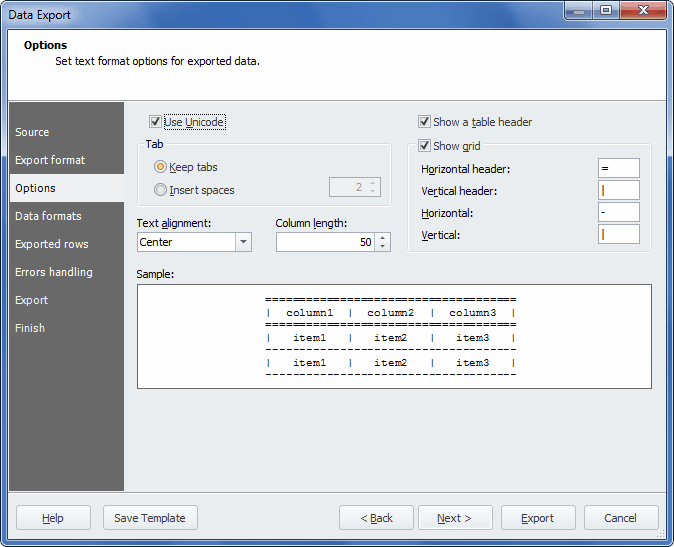 Data Export
Options
Set text format options for exported data.
Source
Export format
Options
Data formats
Exported rows
Errors handling
Export
Finish
Use Unicode
Tab
Keep tabs
Insert spaces
2
Text alignment:
Column length:
Center
50
Show a table header
Show grid
Horizontal header:
=
Vertical header:
|
Horizontal:
-
Vertical:
|
Sample:
=====================================
|  column1  |  column2  |  column3  |
=====================================
|   item1   |   item2   |   item3   |
-------------------------------------
|   item1   |   item2   |   item3   |
-------------------------------------
Help
Save Template
< Back
Next >
Export
Cancel